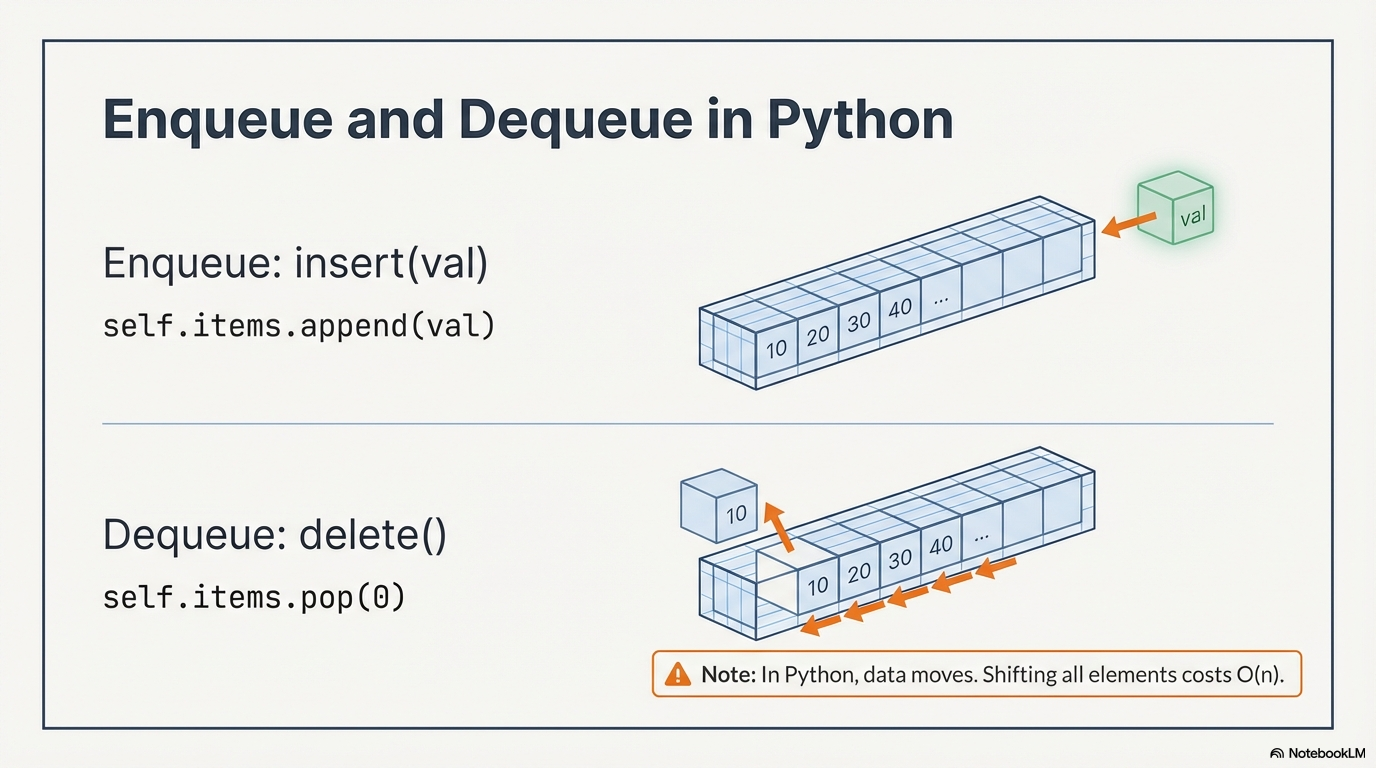 Enqueue and Dequeue in Python
Enqueue: insert(val)
self.items.append(val)
val
10 20 30 40 ...
Dequeue: delete()
self.items.pop(0)
10
10 20 30 40 ...
Note: In Python, data moves. Shifting all elements costs O(n).
NotebookLM